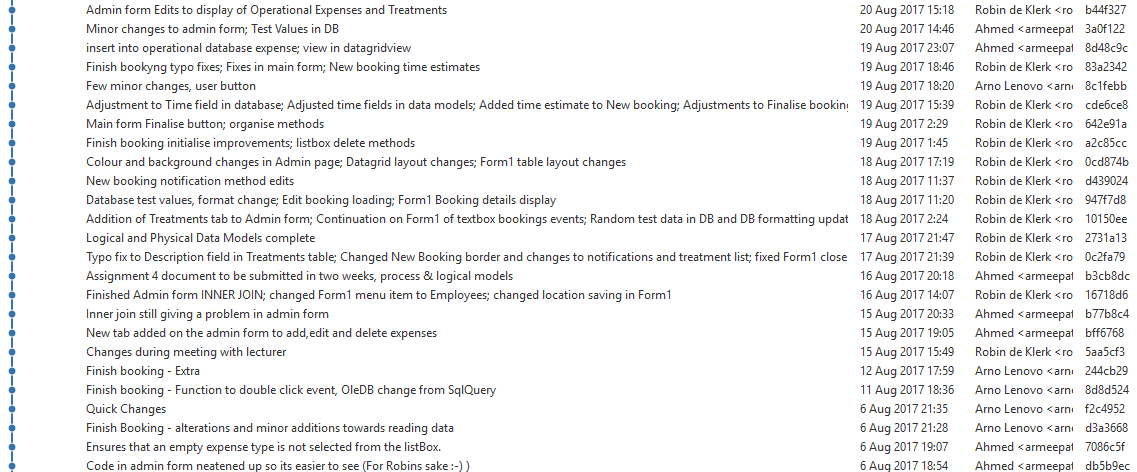 Admin form Edits to display of Operational Expenses and Treatments 20 Aug 2017 15:18 Robin de Klerk <ro b44f327
Minor changes to admin form; Test Values in DB 20 Aug 2017 14:46 Ahmed <armeepat 3a0f122
insert into operational database expense; view in datagridview 19 Aug 2017 23:07 Ahmed <armeepat 8d48c9c
Finish bookyng typo fixes; Fixes in main form; New booking time estimates 19 Aug 2017 18:46 Robin de Klerk <ro 83a2342
Few minor changes, user button 19 Aug 2017 18:20 Arno Lenovo <arn 8c1febb
Adjustment to Time field in database; Adjusted time fields in data models; Added time estimate to New booking; Adjustments to Finalise booking 19 Aug 2017 15:39 Robin de Klerk <ro cde6ce8
Main form Finalise button; organise methods 19 Aug 2017 2:29 Robin de Klerk <ro 642e91a
Finish booking initialise improvements; listbox delete methods 19 Aug 2017 1:45 Robin de Klerk <ro a2c85cc
Colour and background changes in Admin page; Datagrid layout changes; Form1 table layout changes 18 Aug 2017 17:19 Robin de Klerk <ro 0cd874b
New booking notification method edits 18 Aug 2017 11:37 Robin de Klerk <ro d439024
Database test values, format change; Edit booking loading; Form1 Booking details display 18 Aug 2017 11:20 Robin de Klerk <ro 947f7d8
Addition of Treatments tab to Admin form; Continuation on Form1 of textbox bookings events; Random test data in DB and DB formatting updat 18 Aug 2017 2:24 Robin de Klerk <ro 10150ee
Logical and Physical Data Models complete 17 Aug 2017 21:47 Robin de Klerk <ro 2731a13
Typo fix to Description field in Treatments table; Changed New Booking border and changes to notifications and treatment list; fixed Form1 close 17 Aug 2017 21:39 Robin de Klerk <ro 0c2fa79
Assignment 4 document to be submitted in two weeks, process & logical models 16 Aug 2017 20:18 Ahmed <armeepat b3cb8dc
Finished Admin form INNER JOIN; changed Form1 menu item to Employees; changed location saving in Form1 16 Aug 2017 14:07 Robin de Klerk <ro 16718d6
Inner join still giving a problem in admin form 15 Aug 2017 20:33 Ahmed <armeepat b77b8c4
New tab added on the admin form to add,edit and delete expenses 15 Aug 2017 19:05 Ahmed <armeepat bff6768
Changes during meeting with lecturer 15 Aug 2017 15:49 Robin de Klerk <ro 5aa5cf3
Finish booking - Extra 12 Aug 2017 17:59 Arno Lenovo <arn 244cb29
Finish booking - Function to double click event, OleDB change from SqlQuery 11 Aug 2017 18:36 Arno Lenovo <arn 8d8d524
Quick Changes 6 Aug 2017 21:35 Arno Lenovo <arn f2c4952
Finish Booking - alterations and minor additions towards reading data 6 Aug 2017 21:28 Arno Lenovo <arn d3a3668
Ensures that an empty expense type is not selected from the listBox. 6 Aug 2017 19:07 Ahmed <armeepat 7086c5f
Code in admin form neatened up so its easier to see (For Robins sake :-) ) 6 Aug 2017 18:54 Ahmed <armeepat db5b9ec